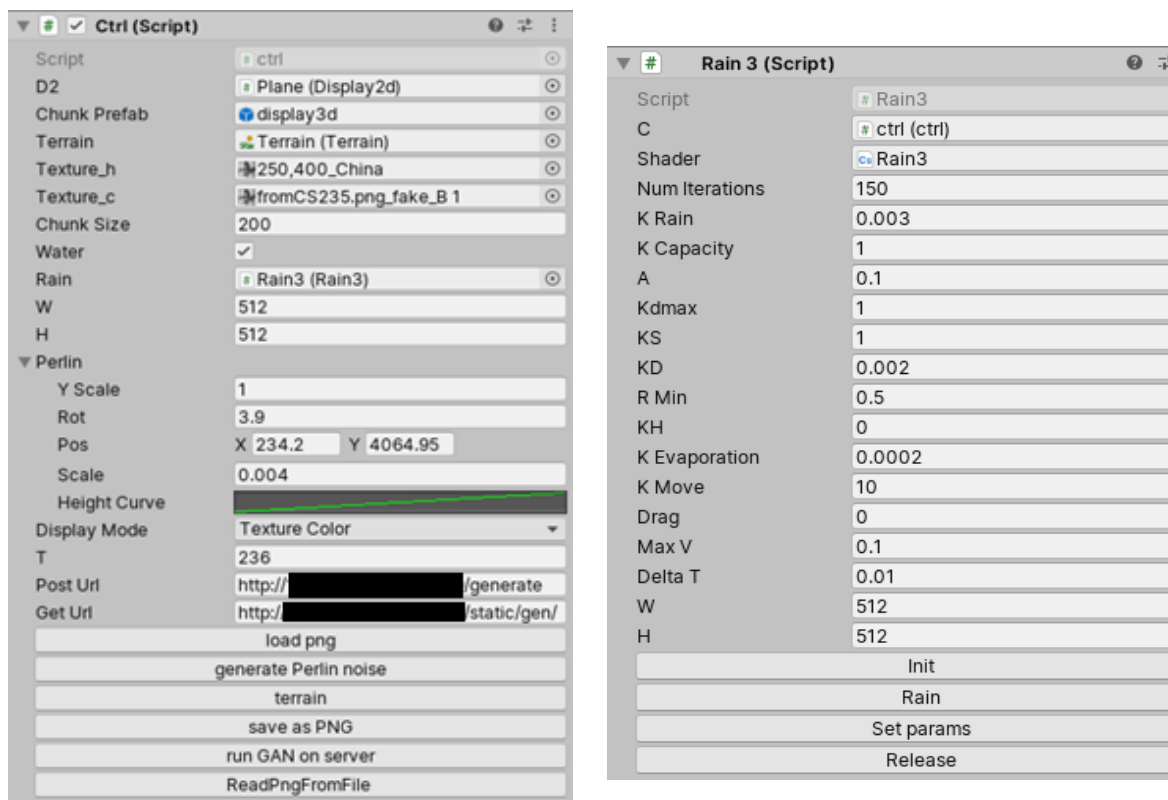 Ctrl (Script)
Script ctrl
D2 Plane (Display2d)
Chunk Prefab display3d
Terrain Terrain (Terrain)
Texture_h 250,400_China
Texture_c fromCS235.png_fake_B 1
Chunk Size 200
Water
Rain Rain3 (Rain3)
W 512
H 512
Perlin
Y Scale 1
Rot 3.9
Pos X 234.2 Y 4064.95
Scale 0.004
Height Curve
Display Mode Texture Color
T 236
Post Url http:// /generate
Get Url http:/ /static/gen/
load png
generate Perlin noise
terrain
save as PNG
run GAN on server
ReadPngFromFile
Rain 3 (Script)
Script Rain3
C ctrl (ctrl)
Shader Rain3
Num Iterations 150
K Rain 0.003
K Capacity 1
A 0.1
Kdmax 1
KS 1
KD 0.002
R Min 0.5
KH 0
K Evaporation 0.0002
K Move 10
Drag 0
Max V 0.1
Delta T 0.01
W 512
H 512
Init
Rain
Set params
Release